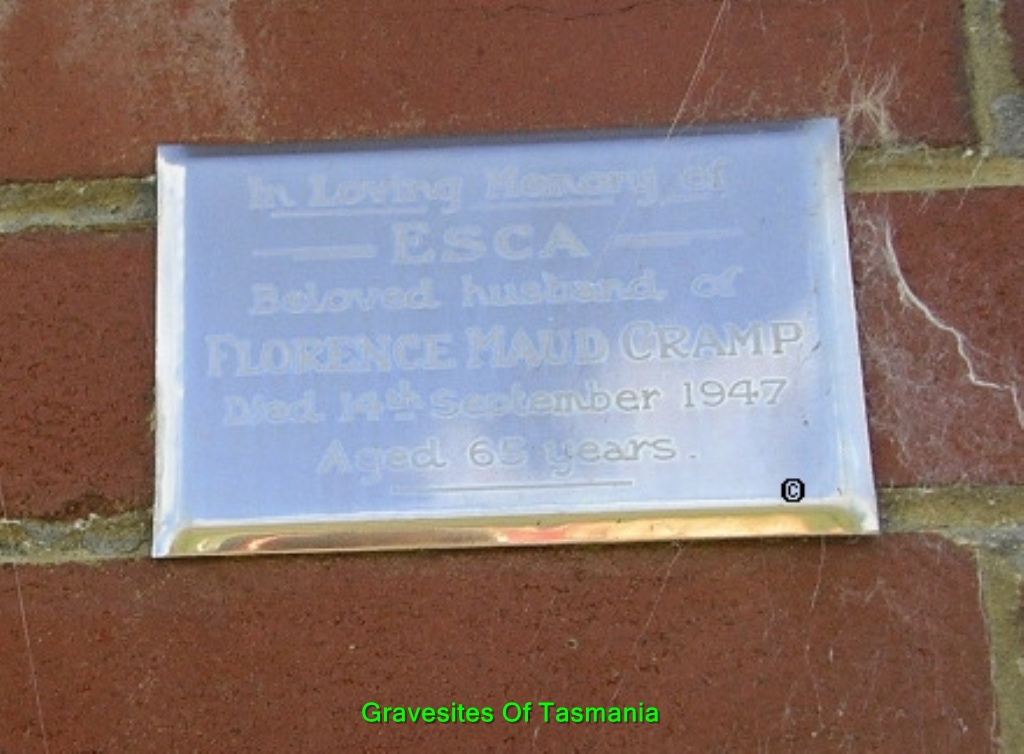 In Loving Memory of
ESCA
Beloved husband of
FLORENCE MAUD CRAMP
Died 14th September 1947
Aged 65 years.
©
Gravesites Of Tasmania